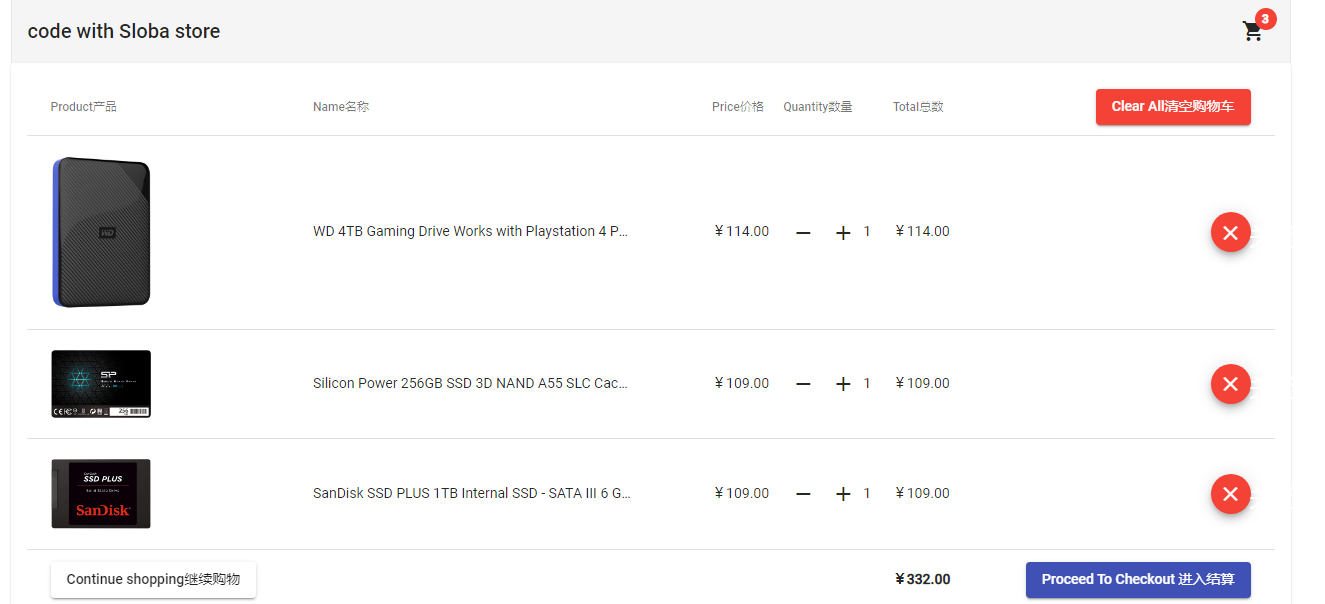 code with Sloba store
3
Product产品 Name名称 Price价格 Quantity数量 Total总数 Clear All清空购物车
WD
WD 4TB Gaming Drive Works with Playstation 4 P... ¥114.00 — + 1 ¥114.00
SP
256
Silicon Power 256GB SSD 3D NAND A55 SLC Cac... ¥109.00 — + 1 ¥109.00
SanDisk
SSD PLUS
Solid State Drive
SanDisk
SanDisk SSD PLUS 1TB Internal SSD - SATA III 6 G... ¥109.00 — + 1 ¥109.00
Continue shopping继续购物 ¥332.00 Proceed To Checkout 进入结算